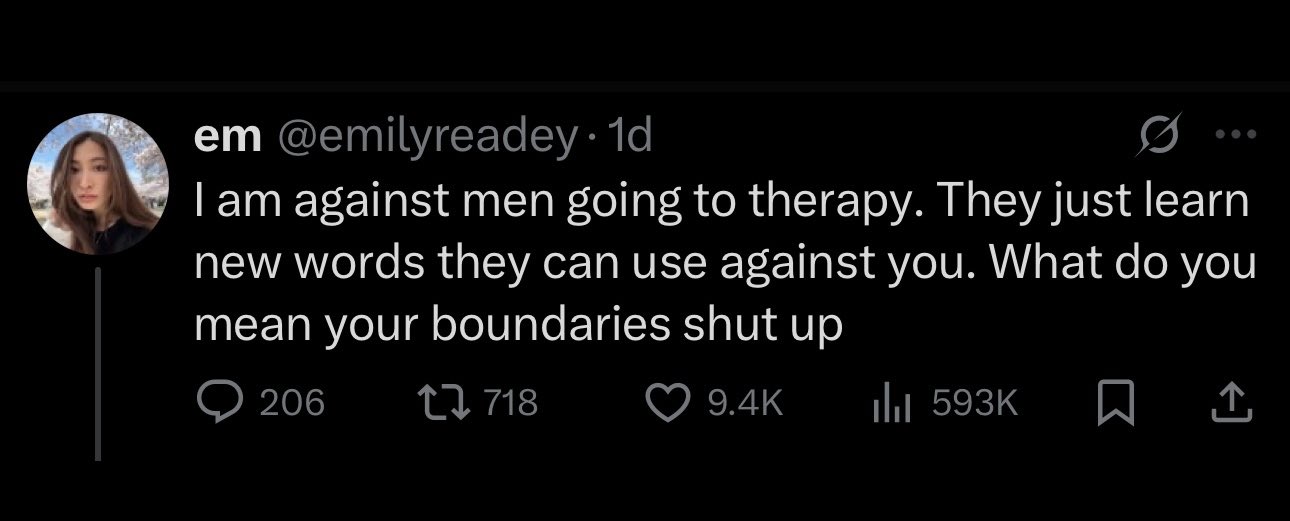 em @emilyreadey · 1d
I am against men going to therapy. They just learn
new words they can use against you. What do you
mean your boundaries shut up
206 718 9.4K 593K